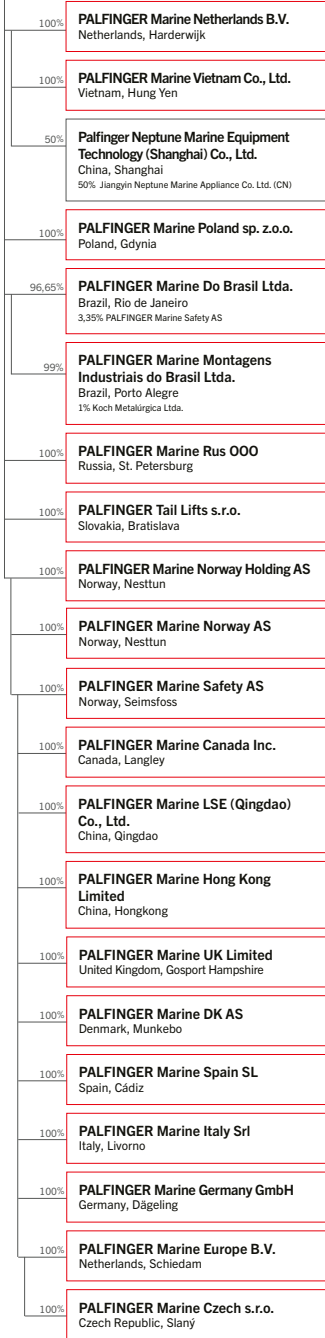 100%
PALFINGER Marine Netherlands B.V.
Netherlands, Harderwijk
100%
PALFINGER Marine Vietnam Co., Ltd.
Vietnam, Hung Yen
50%
Palfinger Neptune Marine Equipment
Technology (Shanghai) Co., Ltd.
China, Shanghai
50% Jiangyin Neptune Marine Appliance Co. Ltd. (CN)
100%
PALFINGER Marine Poland sp. z.o.o.
Poland, Gdynia
96,65%
PALFINGER Marine Do Brasil Ltda.
Brazil, Rio de Janeiro
3,35% PALFINGER Marine Safety AS
99%
PALFINGER Marine Montagens
Industriais do Brasil Ltda.
Brazil, Porto Alegre
1% Koch Metalúrgica Ltda.
100%
PALFINGER Marine Rus OOO
Russia, St. Petersburg
100%
PALFINGER Tail Lifts s.r.o.
Slovakia, Bratislava
100%
PALFINGER Marine Norway Holding AS
Norway, Nesttun
100%
PALFINGER Marine Norway AS
Norway, Nesttun
100%
PALFINGER Marine Safety AS
Norway, Seimsfoss
100%
PALFINGER Marine Canada Inc.
Canada, Langley
100%
PALFINGER Marine LSE (Qingdao)
Co., Ltd.
China, Qingdao
100%
PALFINGER Marine Hong Kong
Limited
China, Hongkong
100%
PALFINGER Marine UK Limited
United Kingdom, Gosport Hampshire
100%
PALFINGER Marine DK AS
Denmark, Munkebo
100%
PALFINGER Marine Spain SL
Spain, Cádiz
100%
PALFINGER Marine Italy Srl
Italy, Livorno
100%
PALFINGER Marine Germany GmbH
Germany, Dägeling
100%
PALFINGER Marine Europe B.V.
Netherlands, Schiedam
100%
PALFINGER Marine Czech s.r.o.
Czech Republic, Slaný